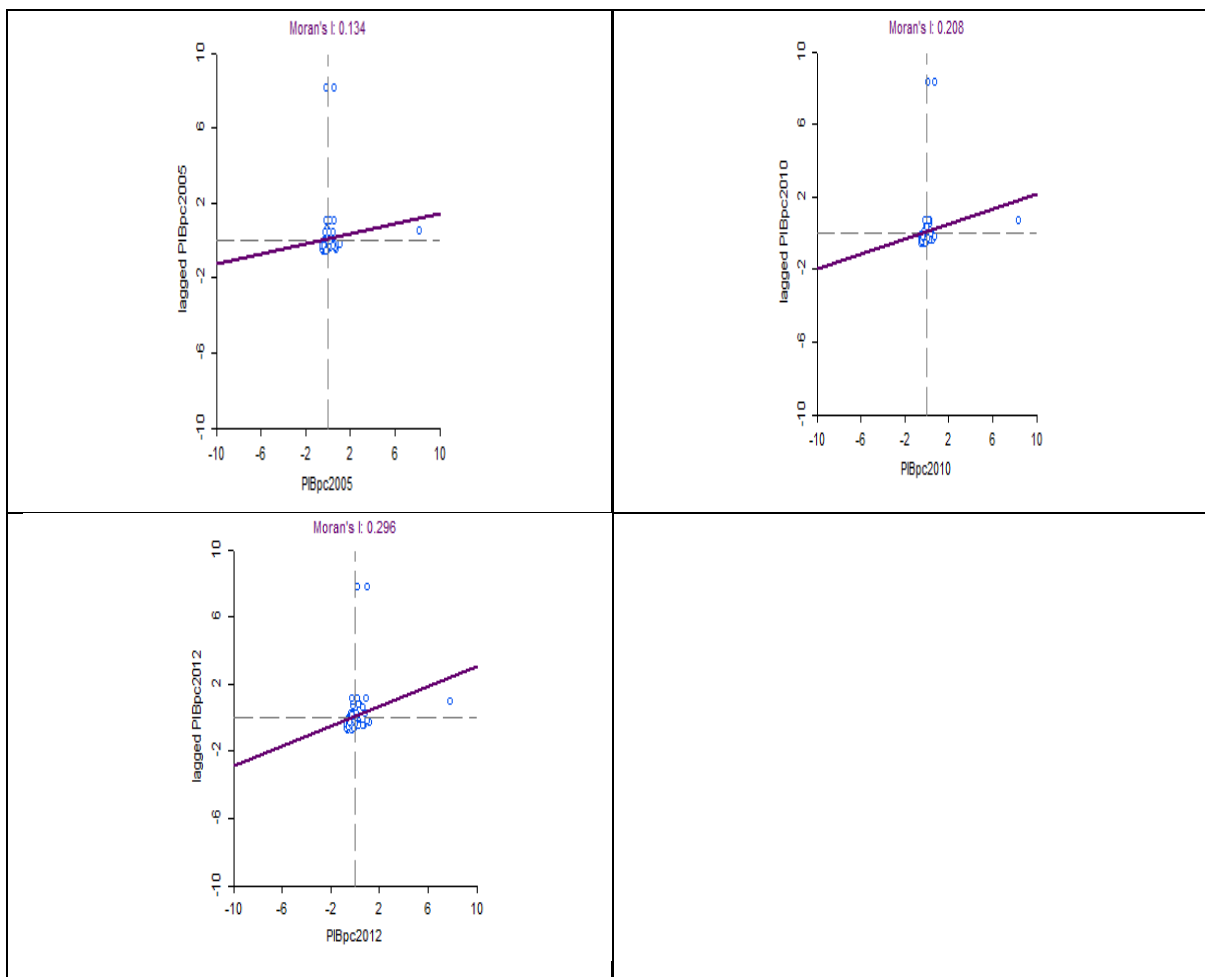 Moran's I: 0.134
10
6
2
-2
-6
-10
lagged PIBpc2005
-10 -6 -2 2 6 10
PIBpc2005
Moran's I: 0.208
10
6
2
-2
-6
-10
lagged PIBpc2010
-10 -6 -2 2 6 10
PIBpc2010
Moran's I: 0.296
10
6
2
-2
-6
-10
lagged PIBpc2012
-10 -6 -2 2 6 10
PIBpc2012